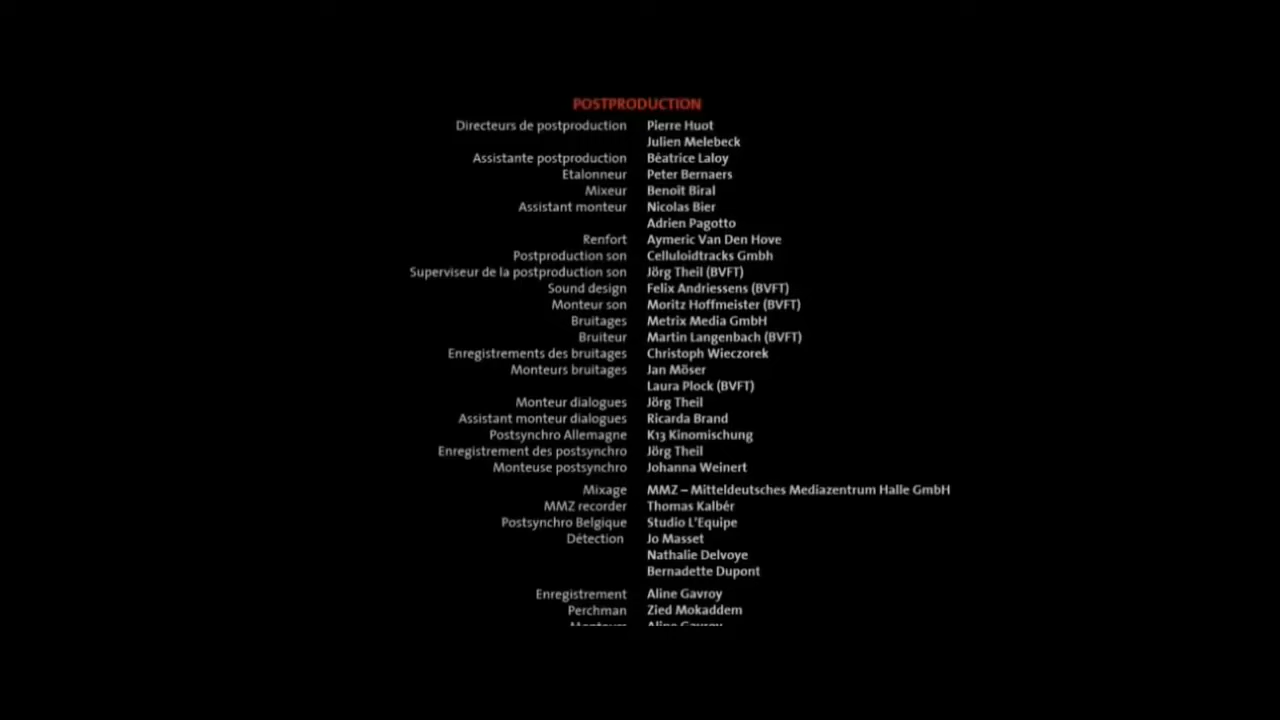 POSTPRODUCTION
Directeurs de postproduction Pierre Huot
Julien Melebeck
Assistante postproduction Béatrice Laloy
Etalonneur Peter Bernaers
Mixeur Benoît Biral
Assistant monteur Nicolas Bier
Adrien Pagotto
Renfort Aymeric Van Den Hove
Postproduction son Celluloidtracks Gmbh
Superviseur de la postproduction son Jörg Theil (BVFT)
Sound design Felix Andriessens (BVFT)
Monteur son Moritz Hoffmeister (BVFT)
Bruitages Metrix Media GmbH
Bruiteur Martin Langenbach (BVFT)
Enregistrements des bruitages Christoph Wieczorek
Monteurs bruitages Jan Möser
Laura Plock (BVFT)
Monteur dialogues Jörg Theil
Assistant monteur dialogues Ricarda Brand
Postsynchro Allemagne K13 Kinomischung
Enregistrement des postsynchro Jörg Theil
Monteuse postsynchro Johanna Weinert
Mixage MMZ – Mitteldeutsches Mediazentrum Halle GmbH
MMZ recorder Thomas Kalbér
Postsynchro Belgique Studio L'Equipe
Détection Jo Masset
Nathalie Delvoye
Bernadette Dupont
Enregistrement Aline Gavroy
Perchman Zied Mokaddem
Monteurs Aline Gavroy